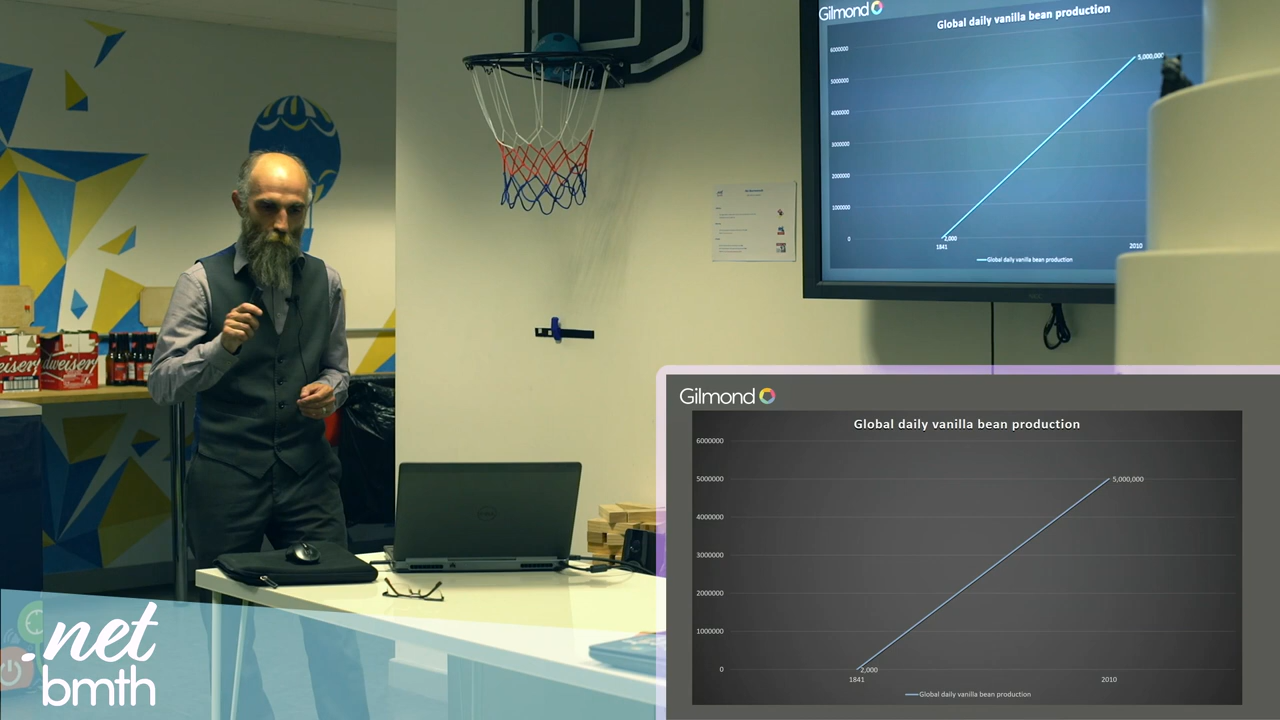 Gilmond
Global daily vanilla bean production
6000000
5000000
4000000
3000000
2000000
1000000
0
5,000,000
2,000
1841
2010
Global daily vanilla bean production
weiser
dweiser
Gilmond
Global daily vanilla bean production
6000000
5000000
4000000
3000000
2000000
1000000
0
5,000,000
2,000
1841
2010
Global daily vanilla bean production
.net
bmth